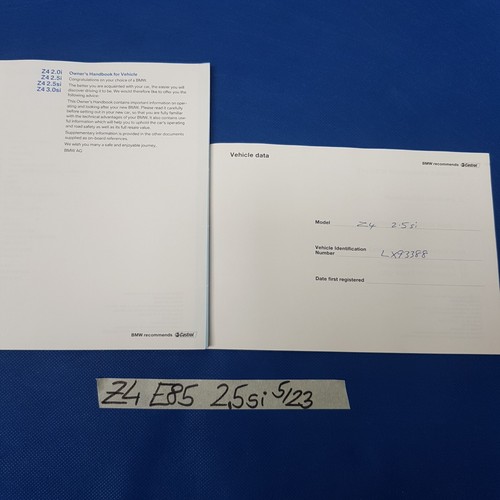 Z4 2.0i
Z4 2.5i
Z4 2.5si
Z4 3.0si
Owner's Handbook for Vehicle
Congratulations on your choice of a BMW.
The better you are acquainted with your car, the easier you will
discover driving it to be. We would therefore like to offer you the
following advice:
This Owner's Handbook contains important information on oper-
ating and looking after your new BMW. Please read it carefully
before setting out in your new car, so that you are fully familiar
with the technical advantages of your BMW. It also contains use-
ful information which will help you to uphold the car's operating
and road safety as well as its full resale value.
Supplementary information is provided in the other documents
supplied as on-board references.
We wish you many a safe and enjoyable journey.
BMW AG
BMW recommends Castrol
Vehicle data
BMW recommends Castrol
Model Z4 2.5si
Vehicle Identification
Number LX93388
Date first registered
Z4 E85 2,5si 5/23